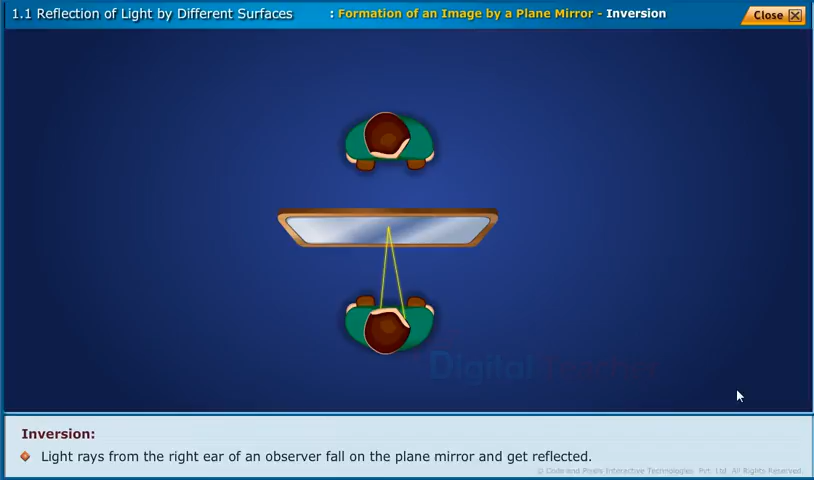 1.1 Reflection of Light by Different Surfaces : Formation of an Image by a Plane Mirror - Inversion Close
Digital Teacher
Inversion:
Light rays from the right ear of an observer fall on the plane mirror and get reflected.
© Code and Pixels Interactive Technologies. Pvt. Ltd. All Rights Reserved.